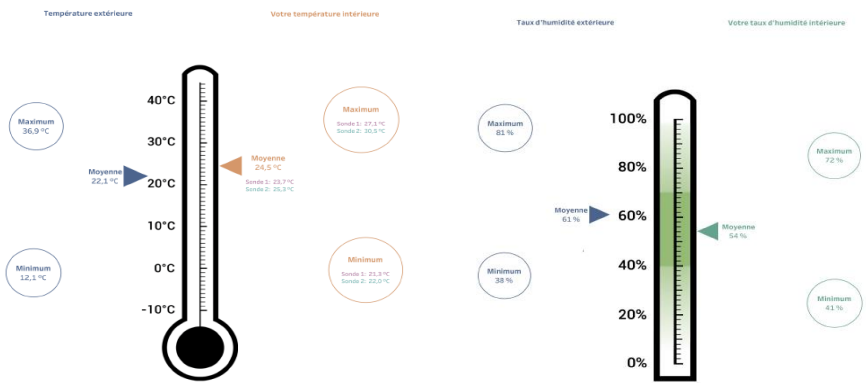 Température extérieure
Votre température intérieure
Maximum
36,9 °C
Moyenne
22,1 °C
Minimum
12,1 °C
40°C
30°C
20°C
10°C
0°C
-10°C
Maximum
Sonde 1: 27,1 °C
Sonde 2: 30,5 °C
Moyenne
24,5 °C
Sonde 1: 23,7 °C
Sonde 2: 25,3 °C
Minimum
Sonde 1: 21,3 °C
Sonde 2: 22,0 °C
Taux d'humidité extérieure
Votre taux d'humidité intérieure
Maximum
81 %
Moyenne
61 %
Minimum
38 %
100%
80%
60%
40%
20%
0%
Maximum
72 %
Moyenne
54 %
Minimum
41 %